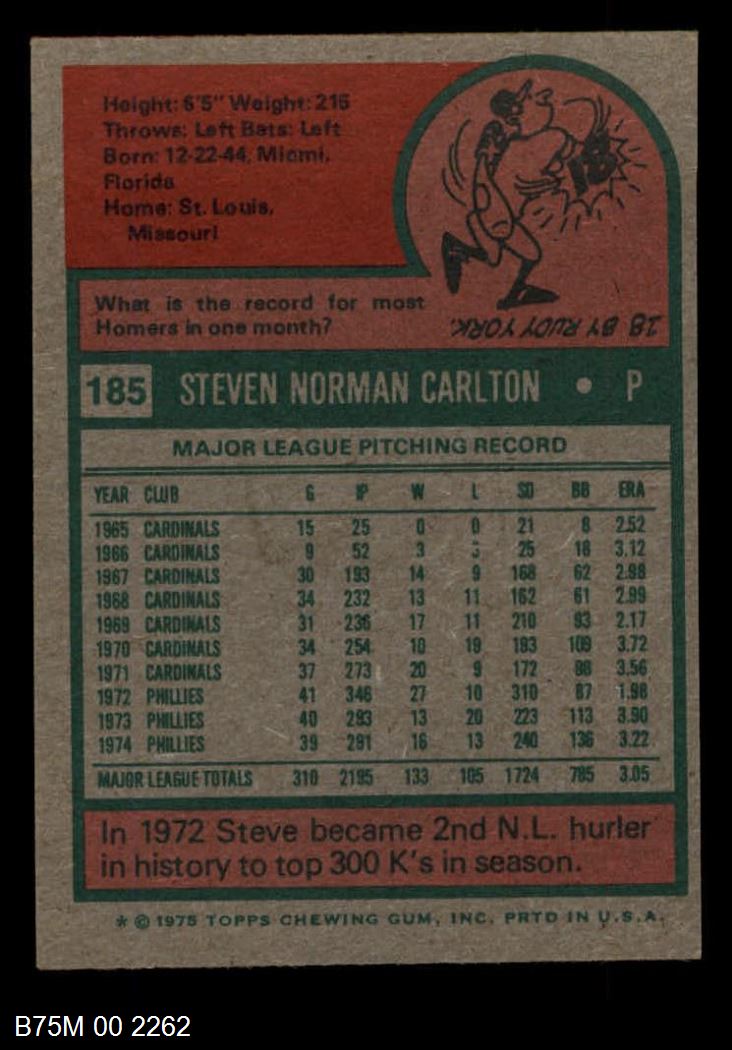 Height: 6'5" Weight: 215
Throws: Left Bats: Left
Born: 12-22-44, Miami,
Florida
Home: St. Louis,
Missouri
18
What is the record for most
Homers in one month?
18 BY RUDY YORK.
185 STEVEN NORMAN CARLTON • P
MAJOR LEAGUE PITCHING RECORD
YEAR CLUB G IP W L SO BB ERA
1965 CARDINALS 15 25 0 0 21 8 2.52
1966 CARDINALS 9 52 3 3 25 18 3.12
1967 CARDINALS 30 193 14 9 168 62 2.98
1968 CARDINALS 34 232 13 11 162 61 2.99
1969 CARDINALS 31 236 17 11 210 93 2.17
1970 CARDINALS 34 254 10 19 193 109 3.72
1971 CARDINALS 37 273 20 9 172 98 3.56
1972 PHILLIES 41 346 27 10 310 87 1.98
1973 PHILLIES 40 293 13 20 223 113 3.90
1974 PHILLIES 39 291 16 13 240 136 3.22
MAJOR LEAGUE TOTALS 310 2195 133 105 1724 785 3.05
In 1972 Steve became 2nd N.L. hurler
in history to top 300 K's in season.
* © 1975 TOPPS CHEWING GUM, INC. PRTD IN U.S.A.
B75M 00 2262